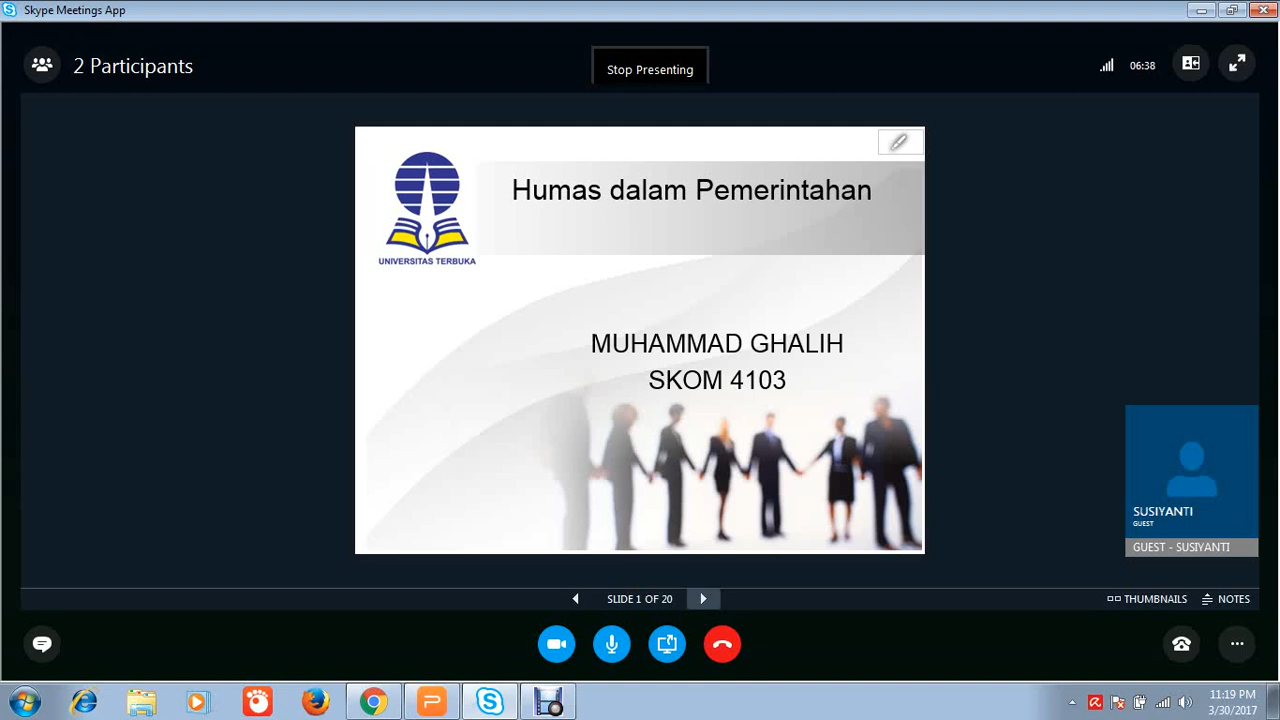 Skype Meetings App
2 Participants
Stop Presenting
06:38
Humas dalam Pemerintahan
UNIVERSITAS TERBUKA
MUHAMMAD GHALIH
SKOM 4103
SUSIYANTI
GUEST
GUEST - SUSIYANTI
SLIDE 1 OF 20
THUMBNAILS
NOTES
11:19 PM
3/30/2017